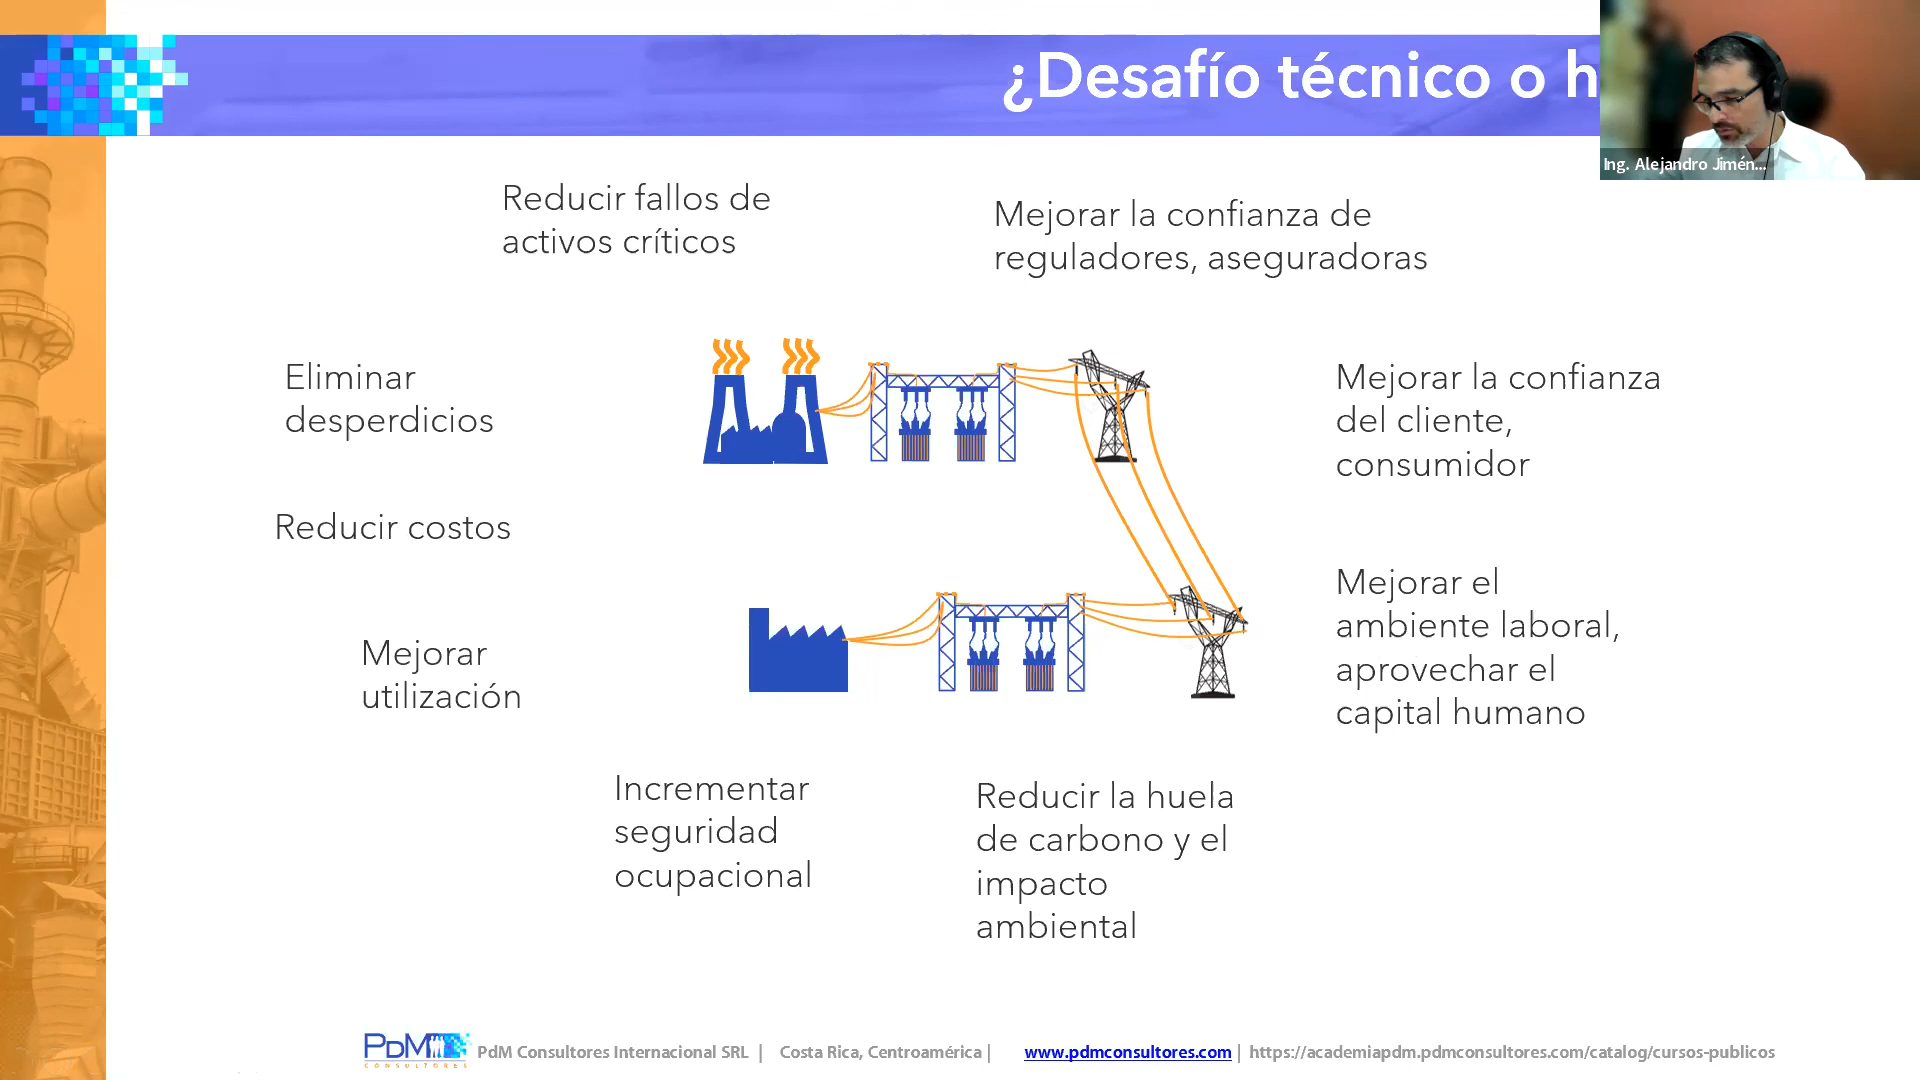 ¿Desafío técnico o h
Ing. Alejandro Jimén...
Reducir fallos de
activos críticos
Mejorar la confianza de
reguladores, aseguradoras
Eliminar
desperdicios
Mejorar la confianza
del cliente,
consumidor
Reducir costos
Mejorar el
ambiente laboral,
aprovechar el
capital humano
Mejorar
utilización
Incrementar
seguridad
ocupacional
Reducir la huela
de carbono y el
impacto
ambiental
PDM
CONSULTORES
PdM Consultores Internacional SRL | Costa Rica, Centroamérica | www.pdmconsultores.com | https://academiapdm.pdmconsultores.com/catalog/cursos-publicos